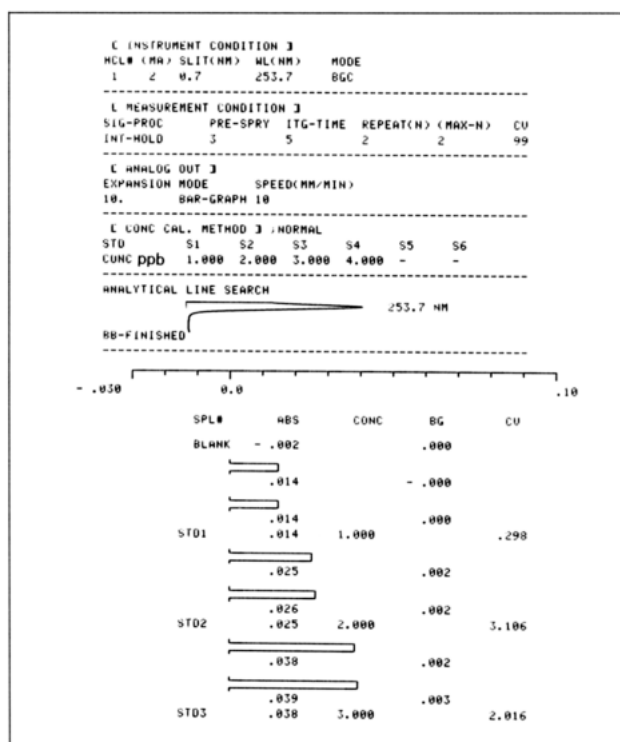 [ INSTRUMENT CONDITION ]
HCL# (MA) SLIT(NM) WL(NM) MODE
1 2 0.7 253.7 BGC
[ MEASUREMENT CONDITION ]
SIG-PROC PRE-SPRY ITG-TIME REPEAT(N) (MAX-N) CV
INT-HOLD 3 5 2 2 99
[ ANALOG OUT ]
EXPANSION MODE SPEED(MM/MIN)
10. BAR-GRAPH 10
[ CONC CAL. METHOD ] ;NORMAL
STD S1 S2 S3 S4 S5 S6
CONC ppb 1.000 2.000 3.000 4.000 - -
ANALYTICAL LINE SEARCH
253.7 NM
BB-FINISHED
- .030 0.0 .10
SPL# ABS CONC BG CV
BLANK - .002 .000
.014 - .000
.014 .000
STD1 .014 1.000 .298
.025 .002
.026 .002
STD2 .025 2.000 3.106
.038 .002
.039 .003
STD3 .038 3.000 2.016